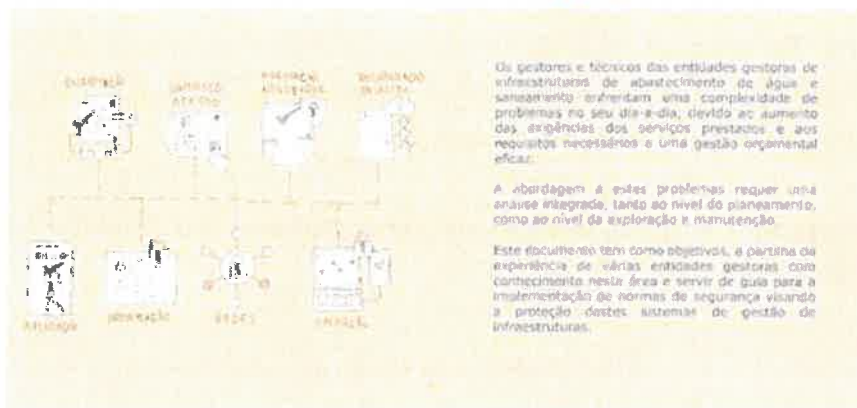 Os gestores e técnicos das entidades gestoras de
infraestruturas de abastecimento de água e
saneamento enfrentam uma complexidade de
problemas no seu dia-a-dia, devido ao aumento
das exigências dos serviços prestados e aos
requisitos necessários a uma gestão orçamental
eficaz.
A abordagem a estes problemas requer uma
análise integrada, tanto ao nível do planeamento,
como ao nível da exploração e manutenção.
Este documento tem como objetivos, a partilha da
experiência de várias entidades gestoras com
conhecimento nesta área e servir de guia para a
implementação de normas de segurança visando
a proteção destes sistemas de gestão de
infraestruturas.
REDES